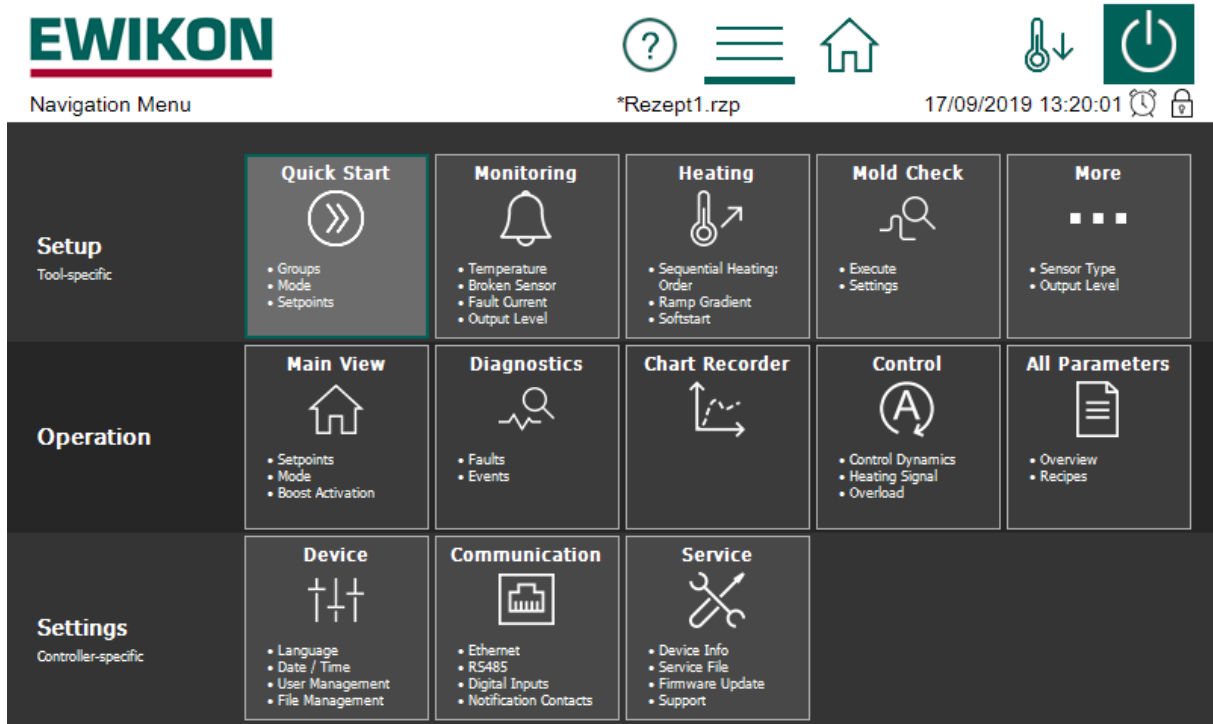 EWIKON
?
Navigation Menu
*Rezept1.rzp
17/09/2019 13:20:01
Setup
Tool-specific
Quick Start
• Groups
• Mode
• Setpoints
Monitoring
• Temperature
• Broken Sensor
• Fault Current
• Output Level
Heating
• Sequential Heating:
Order
• Ramp Gradient
• Softstart
Mold Check
• Execute
• Settings
More
• Sensor Type
• Output Level
Operation
Main View
• Setpoints
• Mode
• Boost Activation
Diagnostics
• Faults
• Events
Chart Recorder
Control
A
• Control Dynamics
• Heating Signal
• Overload
All Parameters
• Overview
• Recipes
Settings
Controller-specific
Device
• Language
• Date / Time
• User Management
• File Management
Communication
• Ethernet
• RS485
• Digital Inputs
• Notification Contacts
Service
• Device Info
• Service File
• Firmware Update
• Support